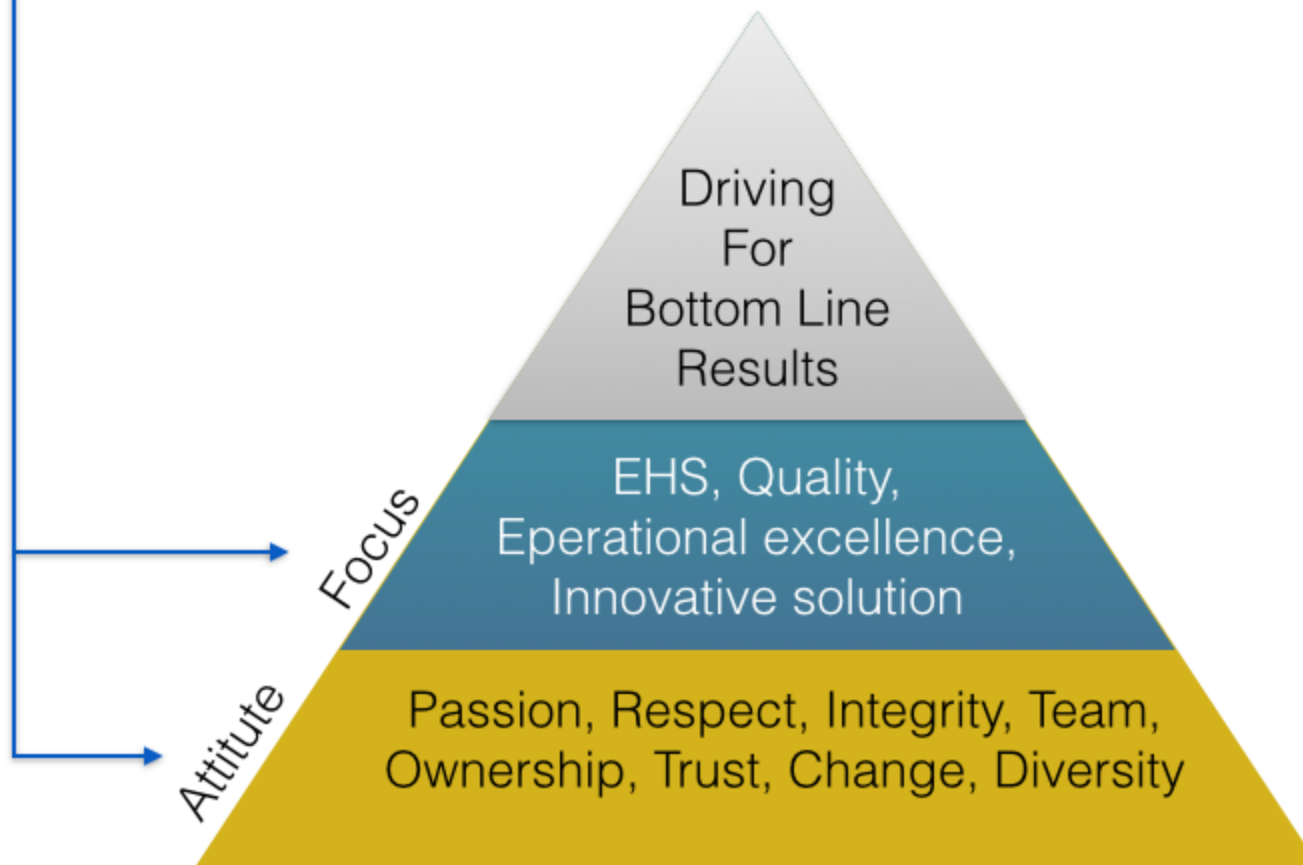 Driving
For
Bottom Line
Results
Focus
EHS, Quality,
Eperational excellence,
Innovative solution
Attitute
Passion, Respect, Integrity, Team,
Ownership, Trust, Change, Diversity